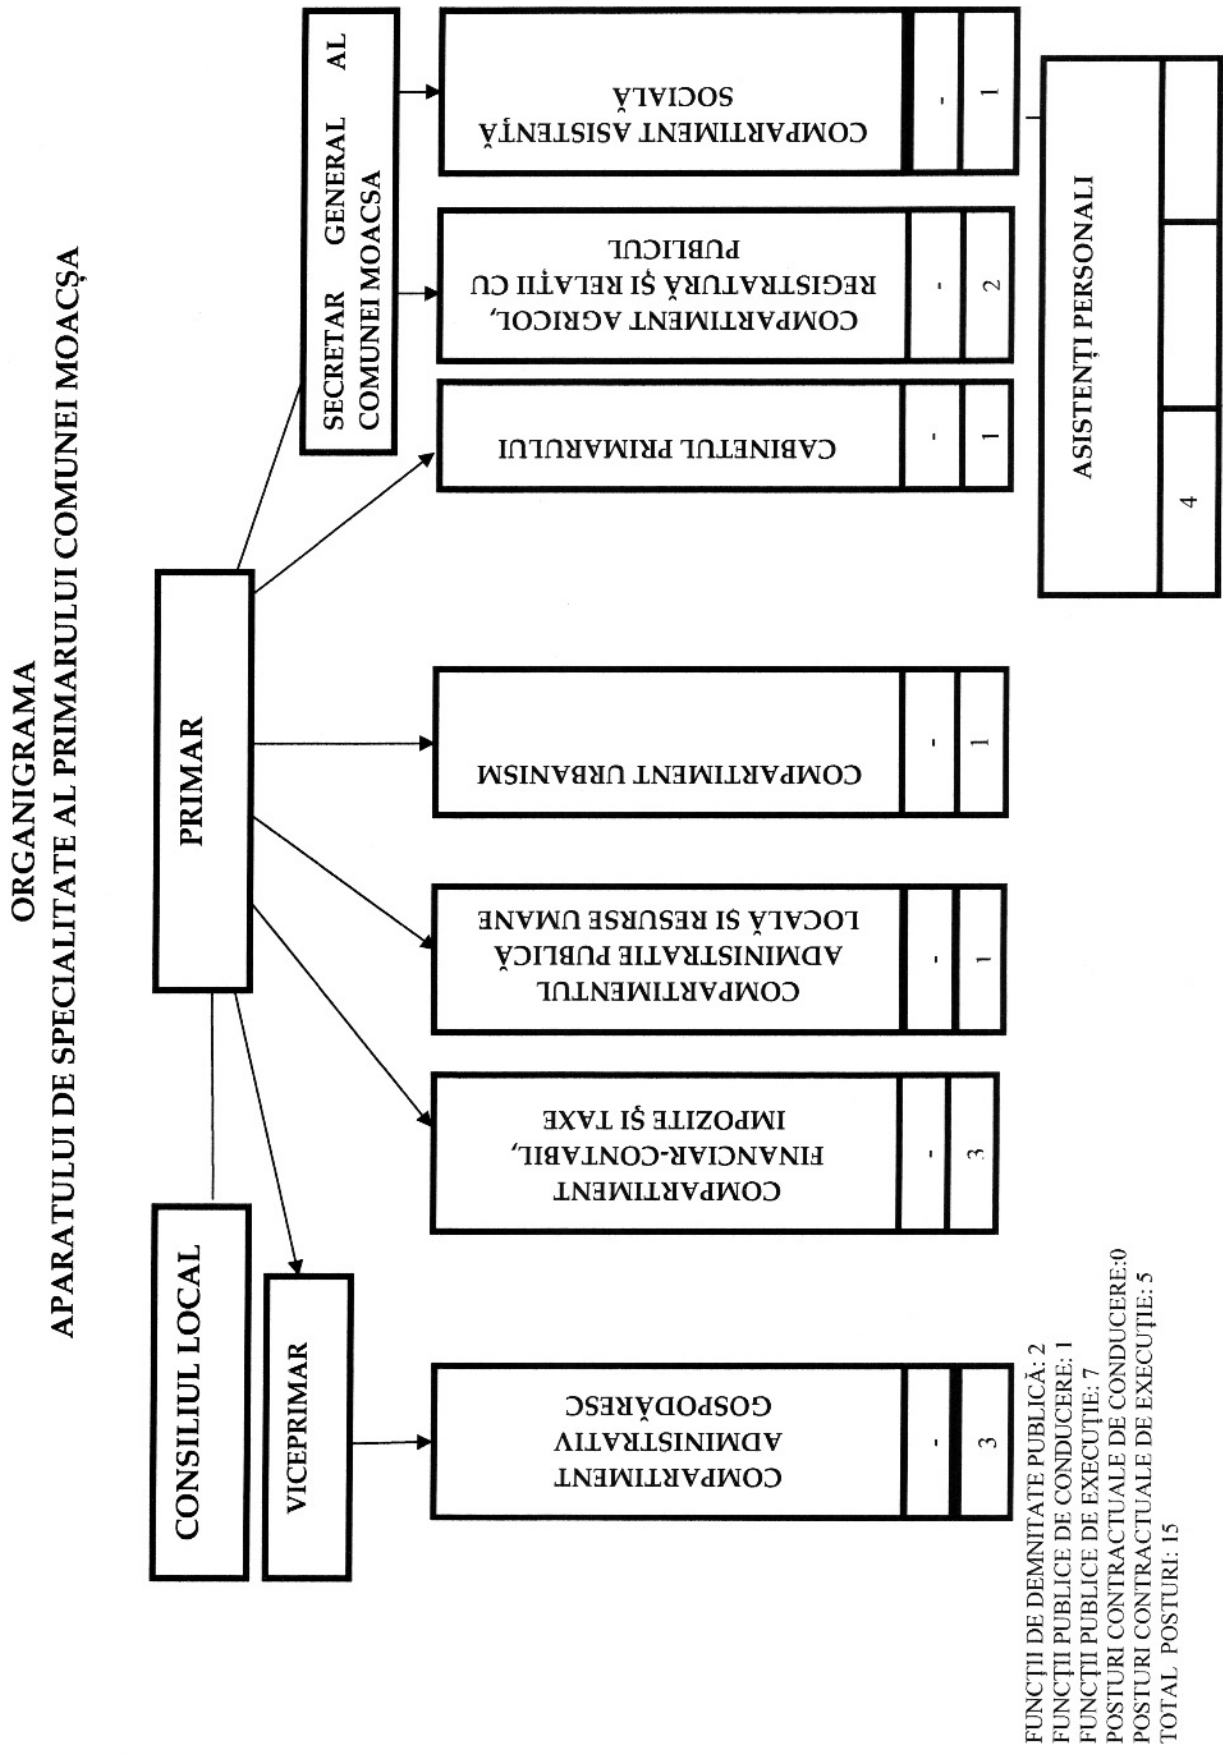 ORGANIGRAMA
APARATULUI DE SPECIALITATE AL PRIMARULUI COMUNEI MOACȘA
CONSILIUL LOCAL
PRIMAR
VICEPRIMAR
SECRETAR GENERAL AL
COMUNEI MOACSA
COMPARTIMENT
ADMINISTRATIV
GOSPODĂRESC
-
3
COMPARTIMENT
FINANCIAR-CONTABIL,
IMPOZITE ȘI TAXE
-
3
COMPARTIMENTUL
ADMINISTRATIE PUBLICĂ
LOCALĂ ȘI RESURSE UMANE
-
1
COMPARTIMENT URBANISM
-
1
CABINETUL PRIMARULUI
-
1
COMPARTIMENT AGRICOL,
REGISTRATURĂ ȘI RELAȚII CU
PUBLICUL
-
2
COMPARTIMENT ASISTENȚĂ
SOCIALĂ
-
1
ASISTENȚI PERSONALI
4
FUNCȚII DE DEMNITATE PUBLICĂ: 2
FUNCȚII PUBLICE DE CONDUCERE: 1
FUNCȚII PUBLICE DE EXECUȚIE: 7
POSTURI CONTRACTUALE DE CONDUCERE:0
POSTURI CONTRACTUALE DE EXECUȚIE: 5
TOTAL POSTURI: 15